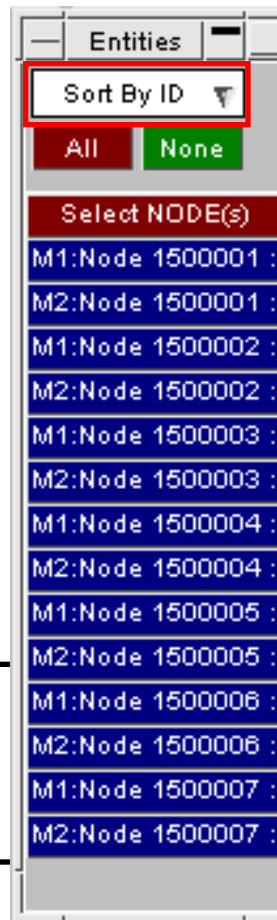 Entities
Sort By ID
All None
Select NODE(s)
M1:Node 1500001 :
M2:Node 1500001 :
M1:Node 1500002 :
M2:Node 1500002 :
M1:Node 1500003 :
M2:Node 1500003 :
M1:Node 1500004 :
M2:Node 1500004 :
M1:Node 1500005 :
M2:Node 1500005 :
M1:Node 1500006 :
M2:Node 1500006 :
M1:Node 1500007 :
M2:Node 1500007 :